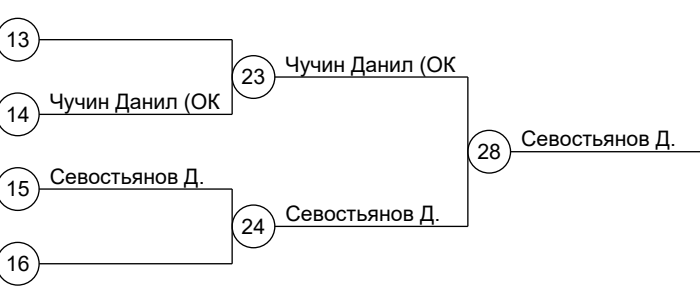 13
23
Чучин Данил (ОК
14
Чучин Данил (ОК
28
Севостьянов Д.
15
Севостьянов Д.
24
Севостьянов Д.
16